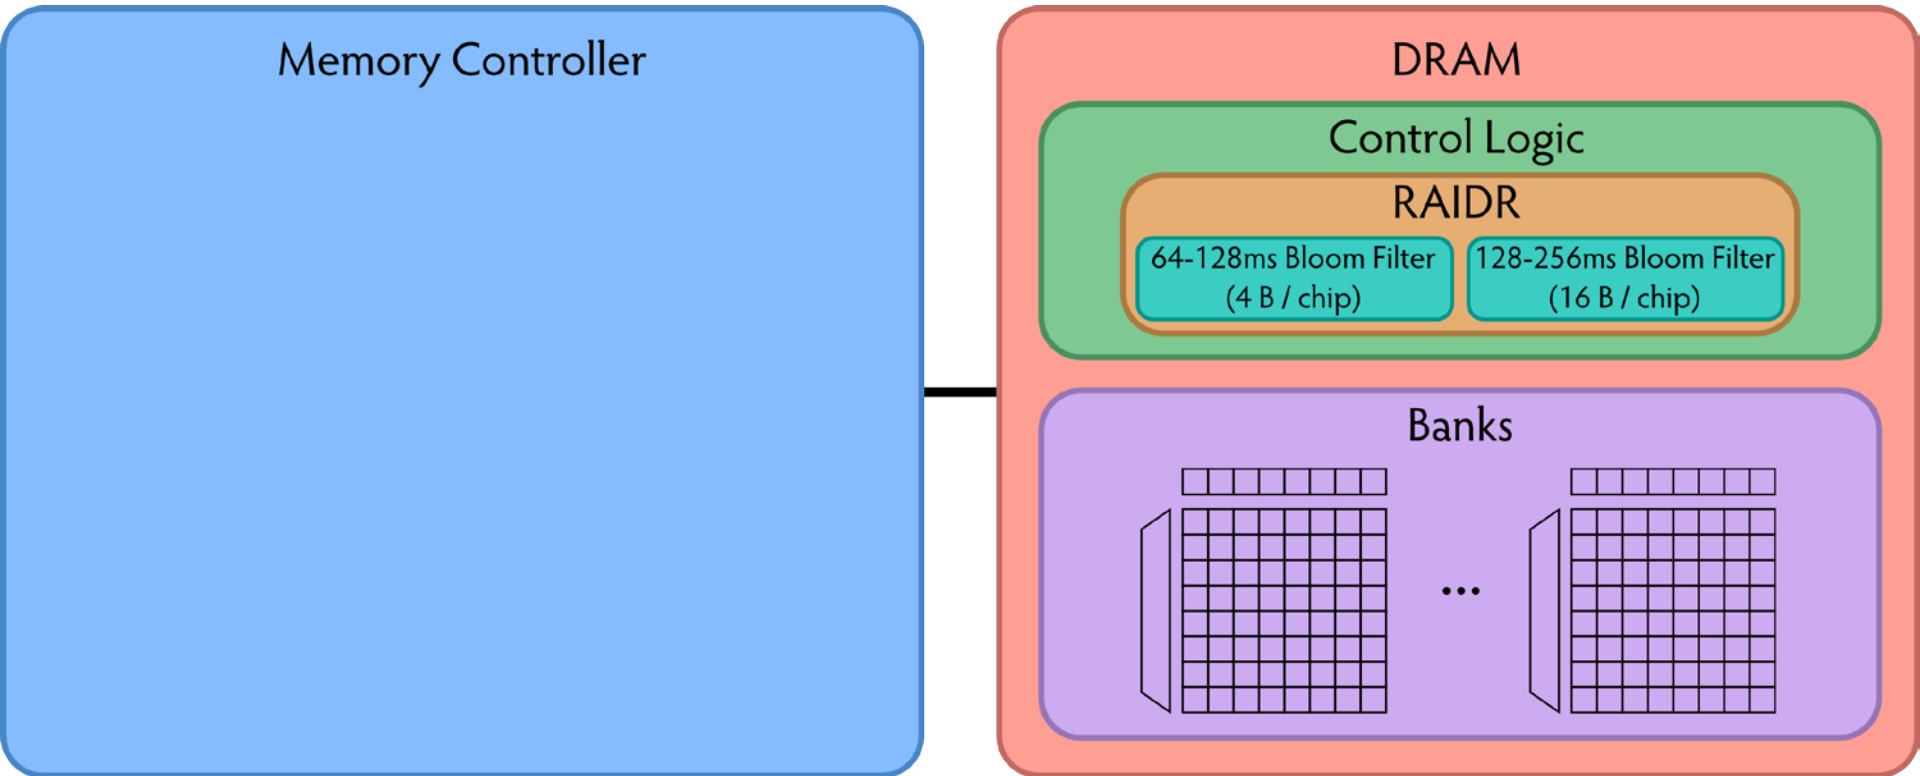 Memory Controller
DRAM
Control Logic
RAIDR
64-128ms Bloom Filter
(4 B / chip)
128-256ms Bloom Filter
(16 B / chip)
Banks
...